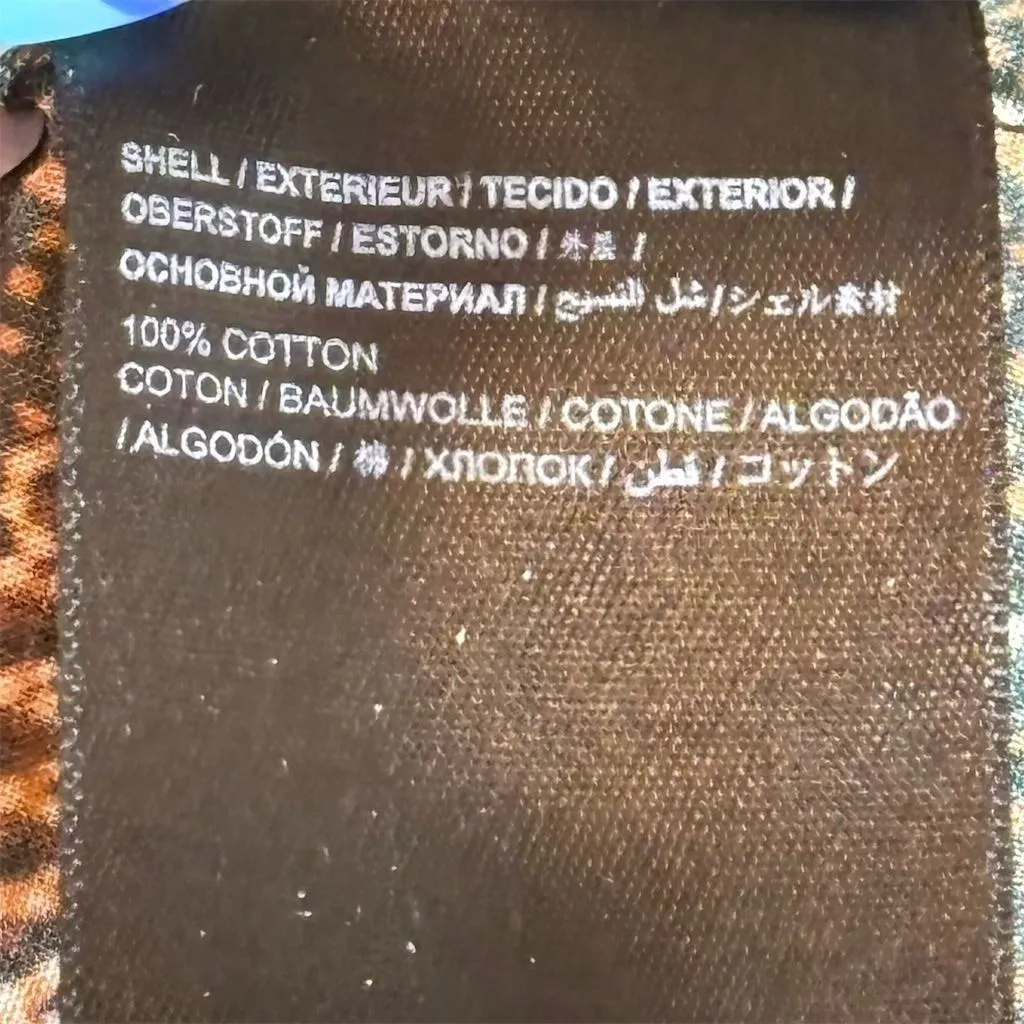 SHELL / EXTERIEUR / TECIDO / EXTERIOR /
OBERSTOFF / ESTORNO / 外层 /
ОСНОВНОЙ МАТЕРИАЛ / شل النسيج /シェル素材
100% COTTON
COTON / BAUMWOLLE / COTONE / ALGODÃO
/ ALGODÓN / 棉 / ХЛОПОК / قطن / コットン